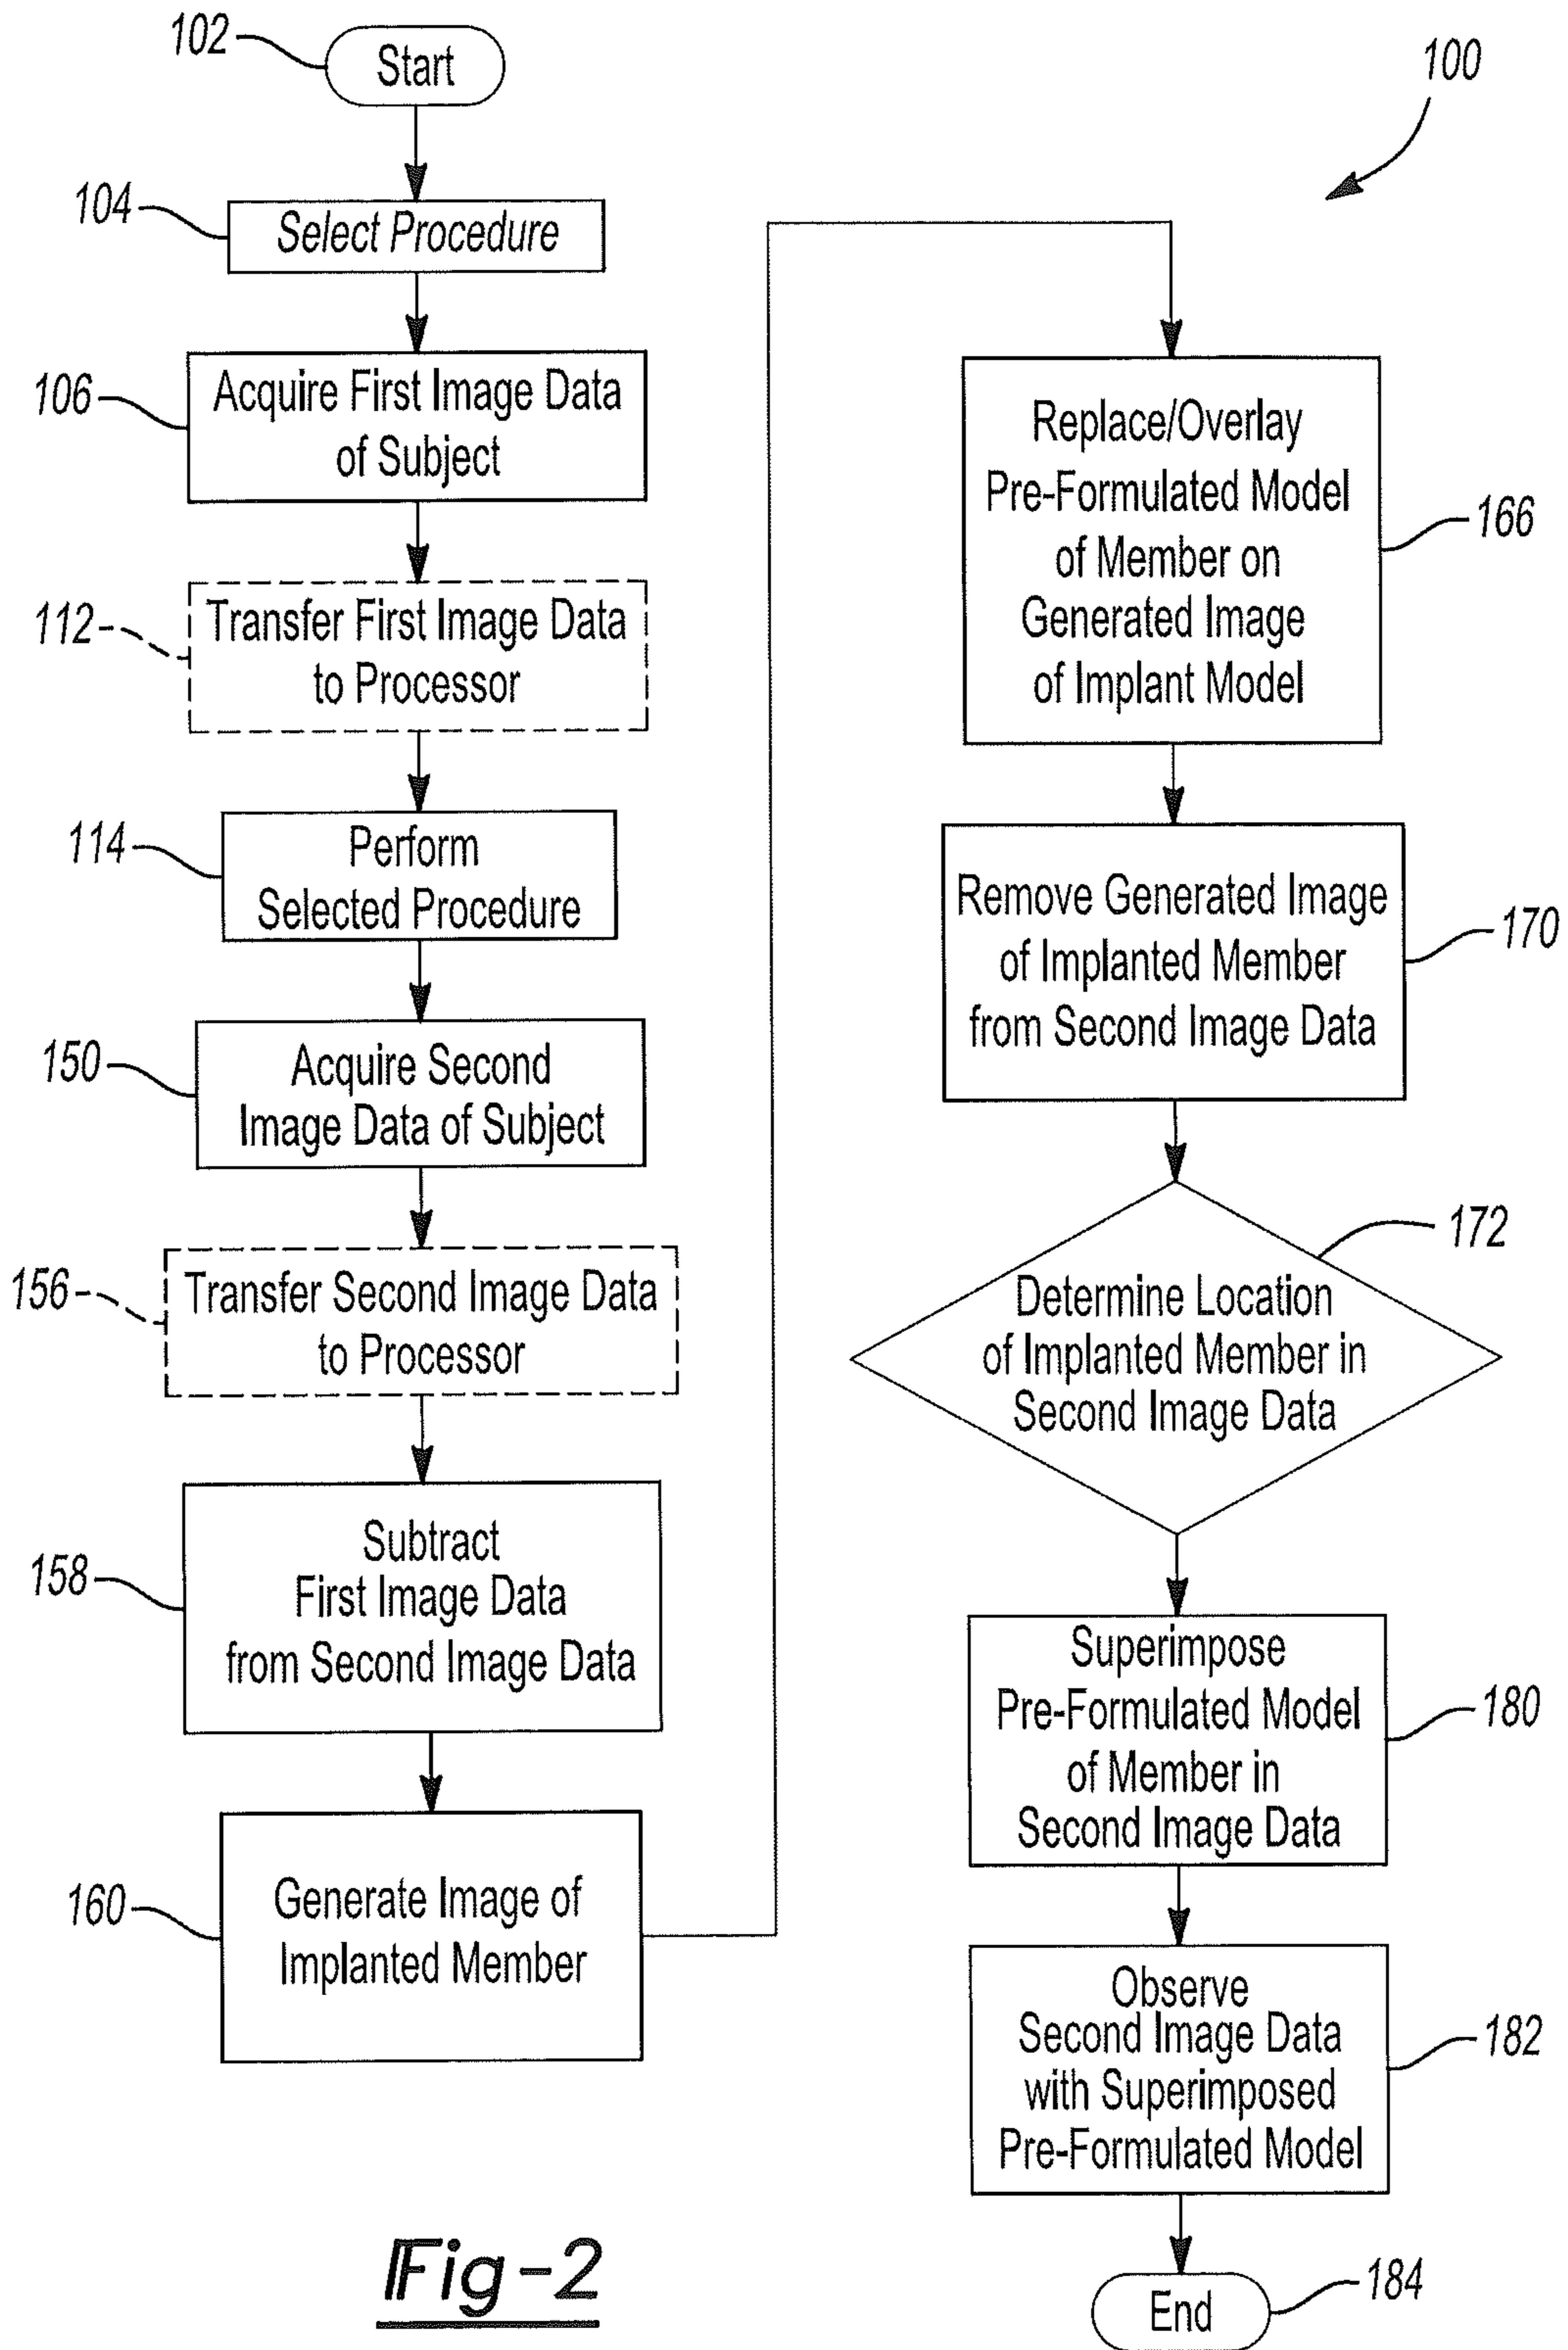 102
Start
100
104
Select Procedure
106
Acquire First Image Data
of Subject
112
Transfer First Image Data
to Processor
114
Perform
Selected Procedure
150
Acquire Second
Image Data of Subject
156
Transfer Second Image Data
to Processor
158
Subtract
First Image Data
from Second Image Data
160
Generate Image of
Implanted Member
Replace/Overlay
Pre-Formulated Model
of Member on
Generated Image
of Implant Model
166
Remove Generated Image
of Implanted Member
from Second Image Data
170
172
Determine Location
of Implanted Member in
Second Image Data
Superimpose
Pre-Formulated Model
of Member in
Second Image Data
180
Observe
Second Image Data
with Superimposed
Pre-Formulated Model
182
End
184
Fig-2